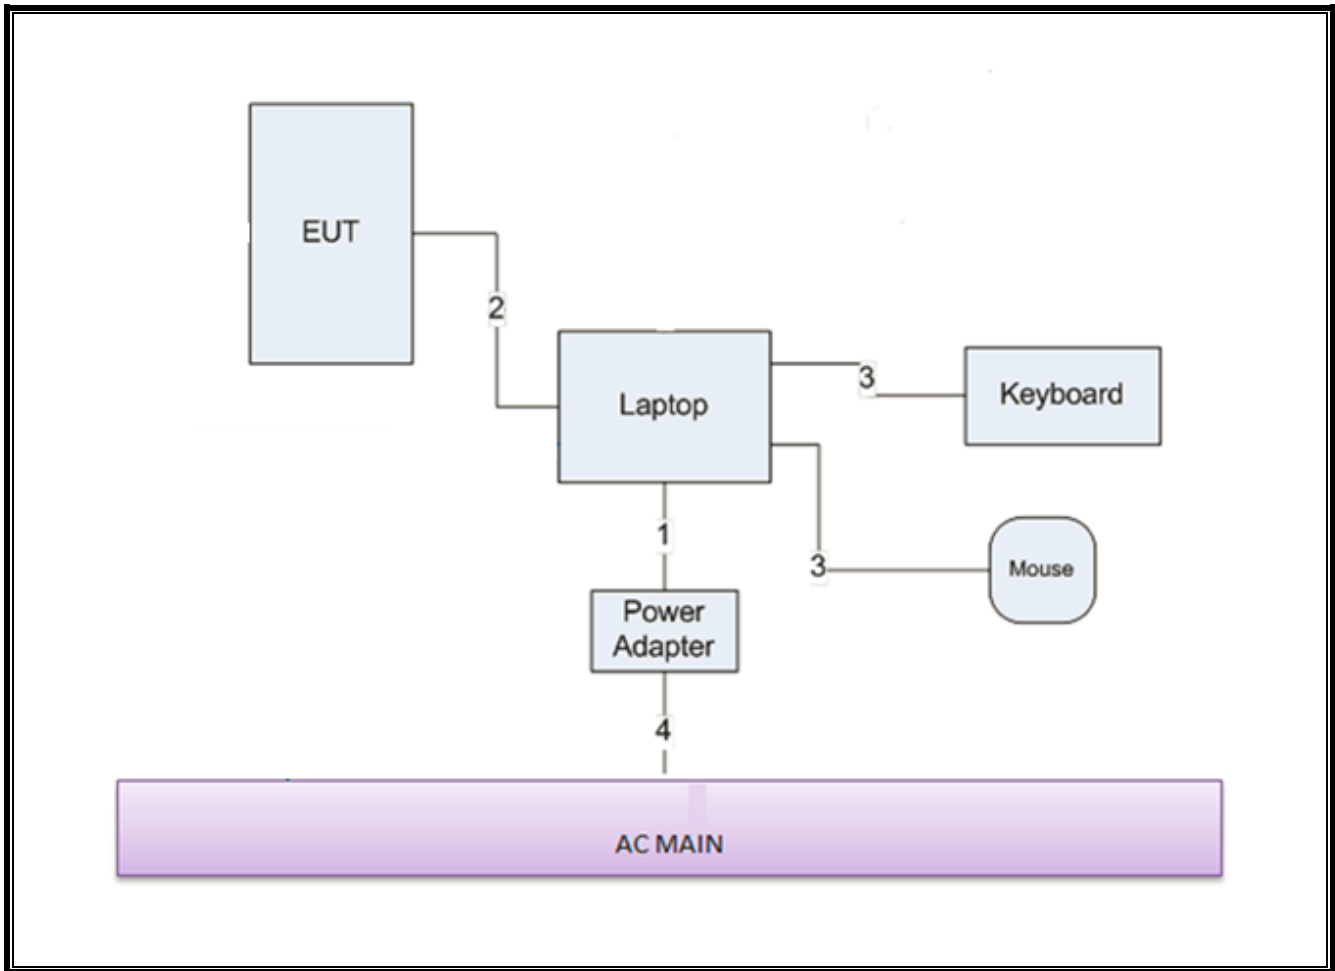 EUT
2
Laptop
3
Keyboard
1
3
Mouse
Power
Adapter
4
AC MAIN